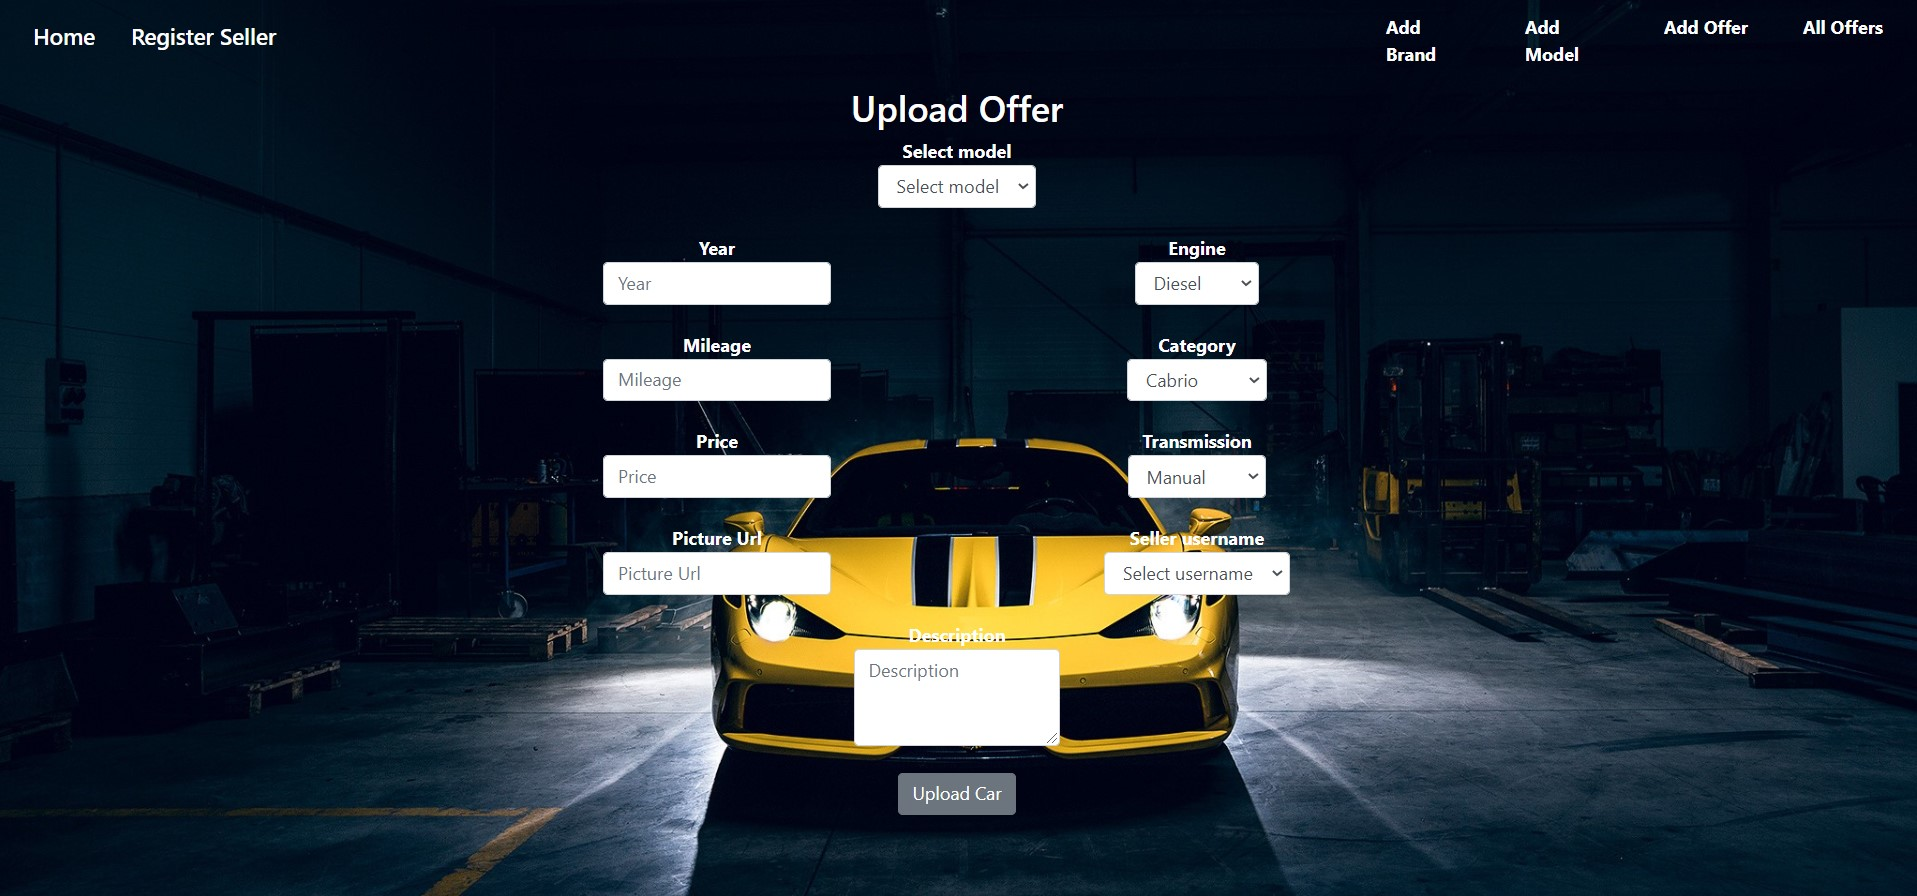 Home
Register Seller
Add
Brand
Add
Model
Add Offer
All Offers
Upload Offer
Select model
Select model
Year
Year
Engine
Diesel
Mileage
Mileage
Category
Cabrio
Price
Price
Transmission
Manual
Picture Url
Picture Url
Seller username
Select username
Description
Description
Upload Car